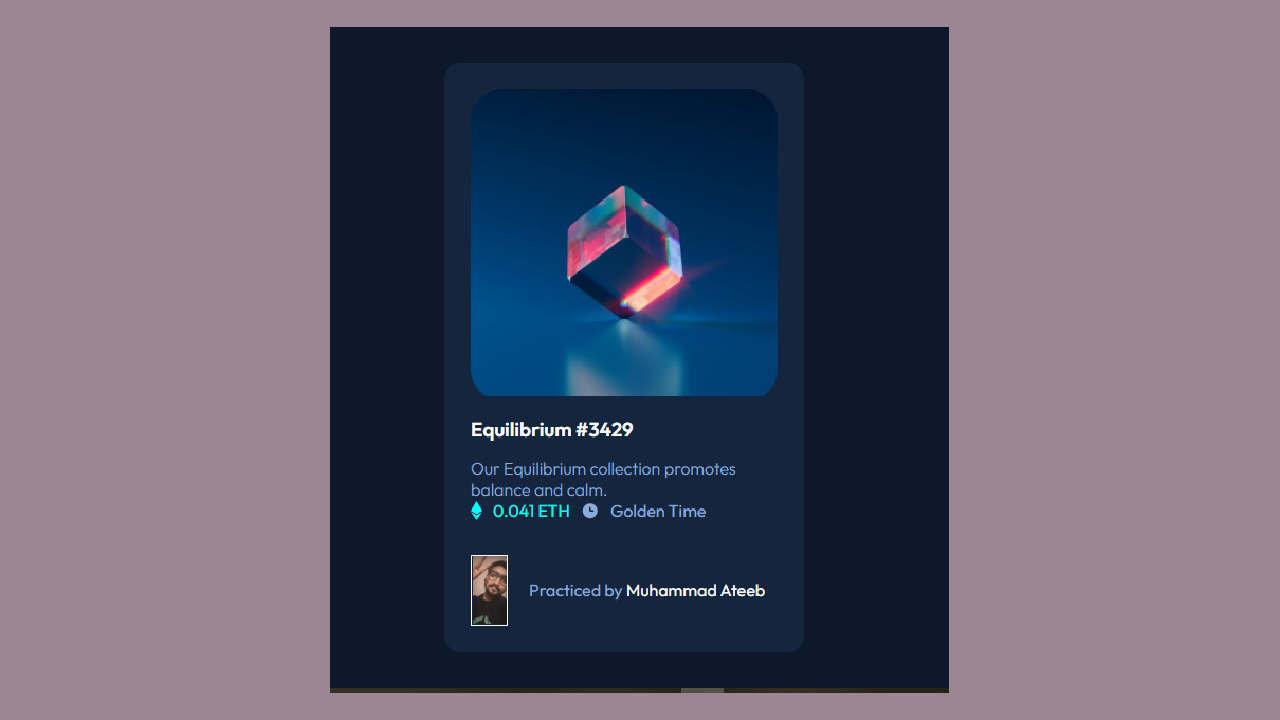 Equilibrium #3429
Our Equilibrium collection promotes
balance and calm.
0.041 ETH Golden Time
Practiced by Muhammad Ateeb